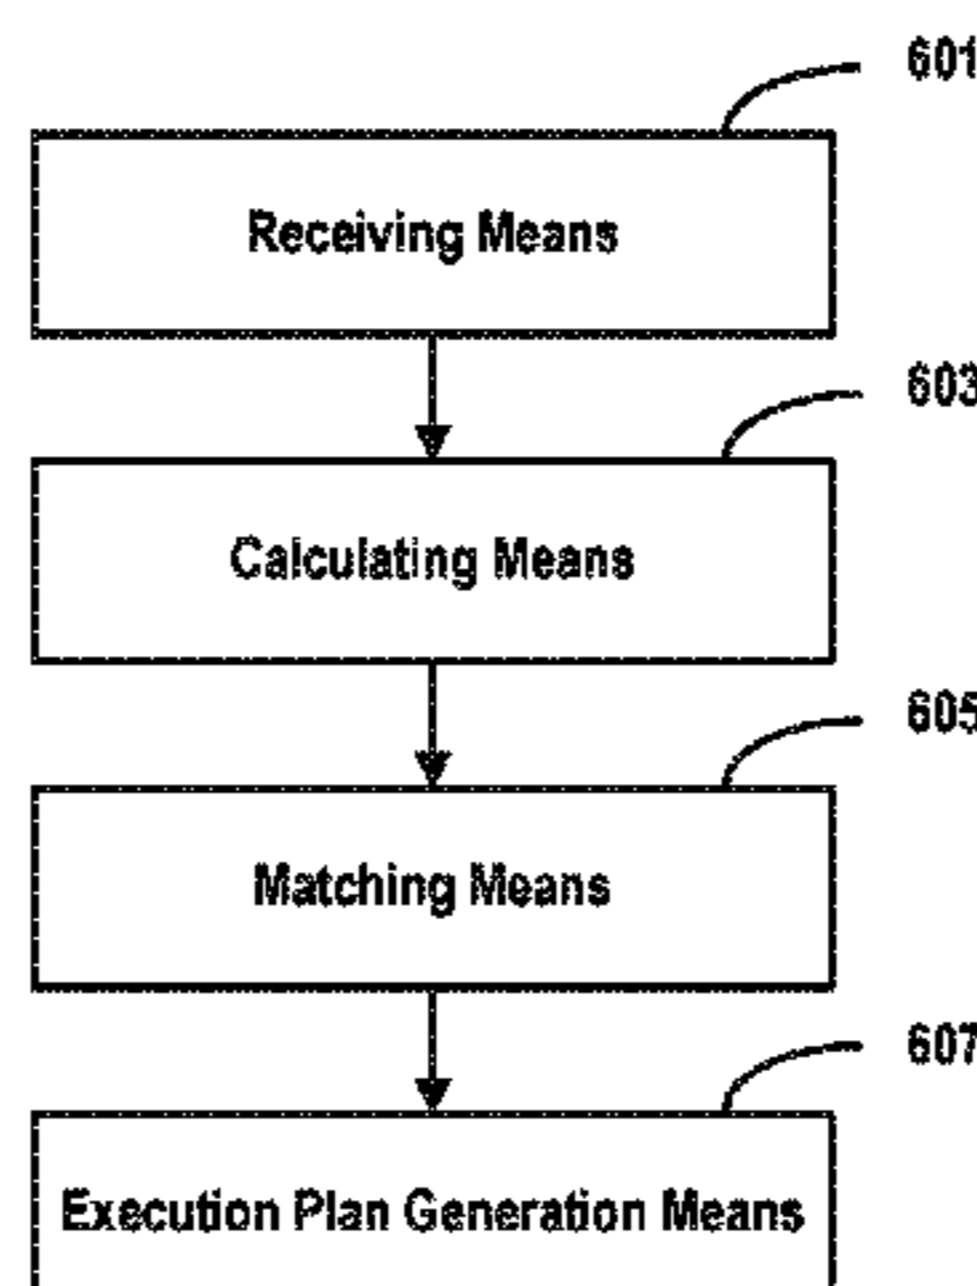 601
Receiving Means
603
Calculating Means
605
Matching Means
607
Execution Plan Generation Means